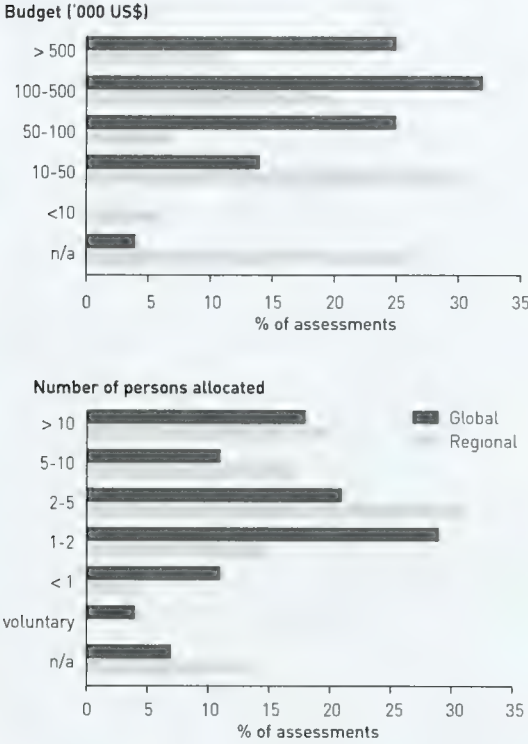 Budget ('000 US$)
> 500
100-500
50-100
10-50
<10
n/a
0 5 10 15 20 25 30 35
% of assessments
Number of persons allocated
> 10
5-10
2-5
1-2
< 1
voluntary
n/a
Global
Regional
0 5 10 15 20 25 30 35
% of assessments